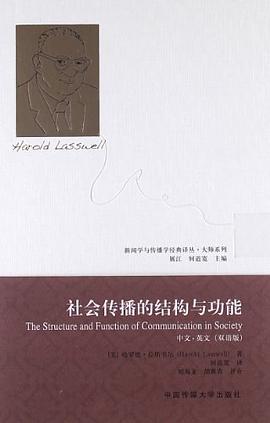 Harold Lasswell
新闻学与传播学经典译丛·大师系列
展江 何道宽 主编
社会传播的结构与功能
The Structure and Function of Communication in Society
中文·英文（双语版）
［美］哈罗德·拉斯韦尔（Harold Lasswell） 著
何道宽 译
中国传媒大学出版社